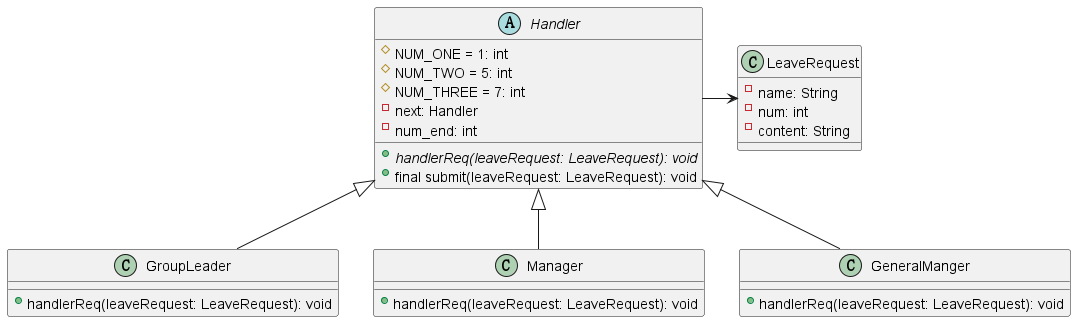 A Handler
NUM_ONE = 1: int
NUM_TWO = 5: int
NUM_THREE = 7: int
next: Handler
num_end: int
handlerReq(leaveRequest: LeaveRequest): void
final submit(leaveRequest: LeaveRequest): void
C LeaveRequest
name: String
num: int
content: String
C GroupLeader
handlerReq(leaveRequest: LeaveRequest): void
C Manager
handlerReq(leaveRequest: LeaveRequest): void
C GeneralManger
handlerReq(leaveRequest: LeaveRequest): void